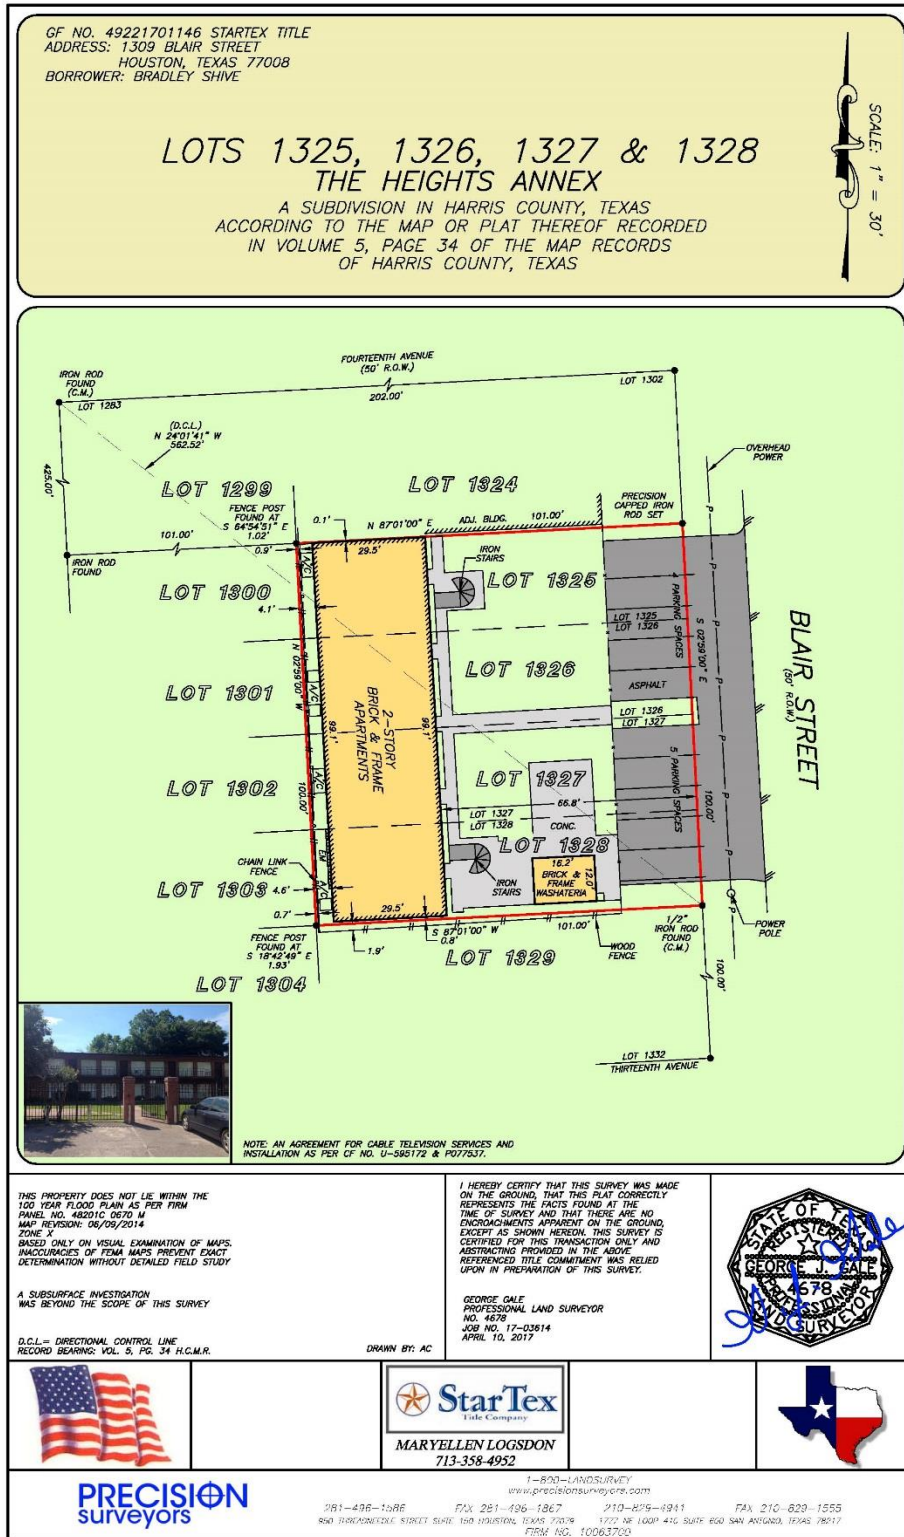 GF NO. 49221701146 STARTEX TITLE
ADDRESS: 1309 BLAIR STREET
HOUSTON, TEXAS 77008
BORROWER: BRADLEY SHIVE
SCALE: 1" = 30'
LOTS 1325, 1326, 1327 & 1328
THE HEIGHTS ANNEX
A SUBDIVISION IN HARRIS COUNTY, TEXAS
ACCORDING TO THE MAP OR PLAT THEREOF RECORDED
IN VOLUME 5, PAGE 34 OF THE MAP RECORDS
OF HARRIS COUNTY, TEXAS
FOURTEENTH AVENUE
(50' R.O.W.)
202.00'
LOT 1302
IRON ROD
FOUND
(C.M.)
LOT 1283
(D.C.L.)
N 24°01'41" W
562.52'
425.00'
OVERHEAD
POWER
LOT 1299
LOT 1324
PRECISION
CAPPED IRON
ROD SET
FENCE POST
FOUND AT
S 64°54'51" E
1.02'
0.1'
N 87°01'00" E
ADJ. BLDG.
101.00'
101.00'
0.9'
29.5'
IRON ROD
FOUND
IRON
STAIRS
A/C
LOT 1300
LOT 1325
4.1'
LOT 1325
LOT 1326
4 PARKING SPACES
S 02°59'00" E
BLAIR STREET
(50' R.O.W.)
N 02°59'00" W
LOT 1326
LOT 1301
A/C
ASPHALT
2-STORY
BRICK & FRAME
APARTMENTS
99.1'
99.1'
LOT 1326
LOT 1327
LOT 1302
A/C
100.00'
LOT 1327
66.8'
5 PARKING SPACES
100.00'
LOT 1327
LOT 1328
CONC.
EM
LOT 1328
CHAIN LINK
FENCE
LOT 1303
4.6'
A/C
IRON
STAIRS
16.2'
12.0'
BRICK &
FRAME
WASHATERIA
0.7'
29.5'
S 87°01'00" W
101.00'
0.8'
1.9'
FENCE POST
FOUND AT
S 18°42'49" E
1.93'
LOT 1304
LOT 1329
WOOD
FENCE
1/2"
IRON ROD
FOUND
(C.M.)
P
P
P
P
P
P
POWER
POLE
100.00'
LOT 1332
THIRTEENTH AVENUE
NOTE: AN AGREEMENT FOR CABLE TELEVISION SERVICES AND
INSTALLATION AS PER CF NO. U-595172 & P077537.
THIS PROPERTY DOES NOT LIE WITHIN THE
100 YEAR FLOOD PLAIN AS PER FIRM
PANEL NO. 48201C 0670 M
MAP REVISION: 06/09/2014
ZONE X
BASED ONLY ON VISUAL EXAMINATION OF MAPS.
INACCURACIES OF FEMA MAPS PREVENT EXACT
DETERMINATION WITHOUT DETAILED FIELD STUDY
A SUBSURFACE INVESTIGATION
WAS BEYOND THE SCOPE OF THIS SURVEY
D.C.L.= DIRECTIONAL CONTROL LINE
RECORD BEARING: VOL. 5, PG. 34 H.C.M.R.
DRAWN BY: AC
I HEREBY CERTIFY THAT THIS SURVEY WAS MADE
ON THE GROUND, THAT THIS PLAT CORRECTLY
REPRESENTS THE FACTS FOUND AT THE
TIME OF SURVEY AND THAT THERE ARE NO
ENCROACHMENTS APPARENT ON THE GROUND,
EXCEPT AS SHOWN HEREON. THIS SURVEY IS
CERTIFIED FOR THIS TRANSACTION ONLY AND
ABSTRACTING PROVIDED IN THE ABOVE
REFERENCED TITLE COMMITMENT WAS RELIED
UPON IN PREPARATION OF THIS SURVEY.
GEORGE GALE
PROFESSIONAL LAND SURVEYOR
NO. 4678
JOB NO. 17-03614
APRIL 10, 2017
STATE OF TEXAS
REGISTERED
GEORGE J. GALE
4678
PROFESSIONAL
LAND SURVEYOR
StarTex
Title Company
MARYELLEN LOGSDON
713-358-4952
PRECISION
surveyors
1-800-LANDSURVEY
www.precisionsurveyors.com
281-496-1586 FAX 281-496-1867 210-829-4941 FAX 210-829-1555
950 THREADNEEDLE STREET SUITE 150 HOUSTON, TEXAS 77079 1777 NE LOOP 410 SUITE 600 SAN ANTONIO, TEXAS 78217
FIRM NO. 10063700